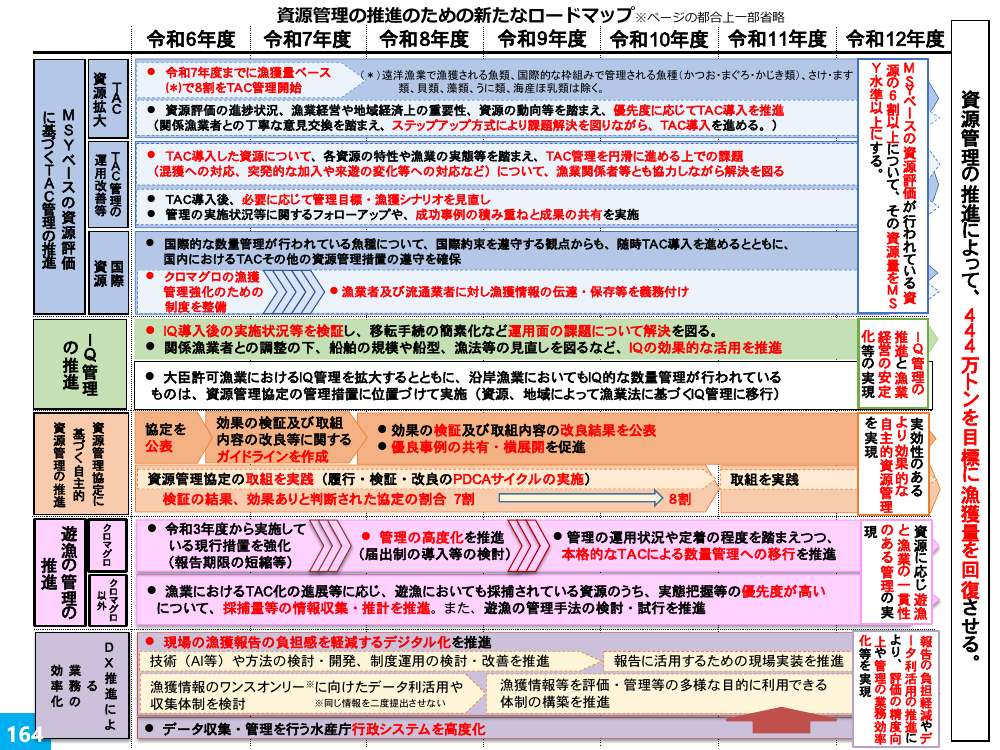 資源管理の推進のための新たなロードマップ※ページの都合上一部省略
令和6年度
令和7年度
令和8年度
令和9年度
令和10年度
令和11年度
令和12年度
MSYベースの資源評価
に基づくTAC管理の推進
TAC
資源拡大
● 令和7年度までに漁獲量ベース
(*)で8割をTAC管理開始
(*)遠洋漁業で漁獲される魚類、国際的な枠組みで管理される魚種(かつお・まぐろ・かじき類)、さけ・ます
類、貝類、藻類、うに類、海産ほ乳類は除く。
● 資源評価の進捗状況、漁業経営や地域経済上の重要性、資源の動向等を踏まえ、優先度に応じてTAC導入を推進
(関係漁業者との丁寧な意見交換を踏まえ、ステップアップ方式により課題解決を図りながら、TAC導入を進める。)
TAC管理の
運用改善等
● TAC導入した資源について、各資源の特性や漁業の実態等を踏まえ、TAC管理を円滑に進める上での課題
(混獲への対応、突発的な加入や来遊の変化等への対応など)について、漁業関係者等とも協力しながら解決を図る
● TAC導入後、必要に応じて管理目標・漁獲シナリオを見直し
● 管理の実施状況等に関するフォローアップや、成功事例の積み重ねと成果の共有を実施
国際
資源
● 国際的な数量管理が行われている魚種について、国際約束を遵守する観点からも、随時TAC導入を進めるとともに、
国内におけるTACその他の資源管理措置の遵守を確保
● クロマグロの漁獲
管理強化のための
制度を整備
● 漁業者及び流通業者に対し漁獲情報の伝達・保存等を義務付け
MSYベースの資源評価が行われている資
源の6割以上について、その資源量をMS
Y水準以上にする。
IQ管理
の推進
● IQ導入後の実施状況等を検証し、移転手続の簡素化など運用面の課題について解決を図る。
● 関係漁業者との調整の下、船舶の規模や船型、漁法等の見直しを図るなど、IQの効果的な活用を推進
● 大臣許可漁業におけるIQ管理を拡大するとともに、沿岸漁業においてもIQ的な数量管理が行われている
ものは、資源管理協定の管理措置に位置づけて実施(資源、地域によって漁業法に基づくIQ管理に移行)
IQ管理の
推進と漁業
経営の安定
化等の実現
資源管理協定に
基づく自主的
資源管理の推進
協定を
公表
効果の検証及び取組
内容の改良等に関する
ガイドラインを作成
● 効果の検証及び取組内容の改良結果を公表
● 優良事例の共有・横展開を促進
資源管理協定の取組を実践(履行・検証・改良のPDCAサイクルの実施)
検証の結果、効果ありと判断された協定の割合 7割
8割
取組を実践
実効性のある
より効果的な
自主的資源管理
を実現
遊漁の管理の
推進
クロマグロ
● 令和3年度から実施して
いる現行措置を強化
(報告期限の短縮等)
● 管理の高度化を推進
(届出制の導入等の検討)
● 管理の運用状況や定着の程度を踏まえつつ、
本格的なTACによる数量管理への移行を推進
クロマグロ
以外
● 漁業におけるTAC化の進展等に応じ、遊漁においても採捕されている資源のうち、実態把握等の優先度が高い
について、採捕量等の情報収集・推計を推進。また、遊漁の管理手法の検討・試行を推進
資源に応じ遊漁
と漁業の一貫性
のある管理の実
現
DX推進によ
る
業務の
効率化
● 現場の漁獲報告の負担感を軽減するデジタル化を推進
技術(AI等)や方法の検討・開発、制度運用の検討・改善を推進
報告に活用するための現場実装を推進
漁獲情報のワンスオンリー※に向けたデータ利活用や
収集体制を検討
※同じ情報を二度提出させない
漁獲情報等を評価・管理等の多様な目的に利用できる
体制の構築を推進
● データ収集・管理を行う水産庁行政システムを高度化
報告の負担軽減やデ
ータ利活用の推進に
より、評価の精度向
上や管理の業務効率
化等を実現
資源管理の推進によって、444万トンを目標に漁獲量を回復させる。
164